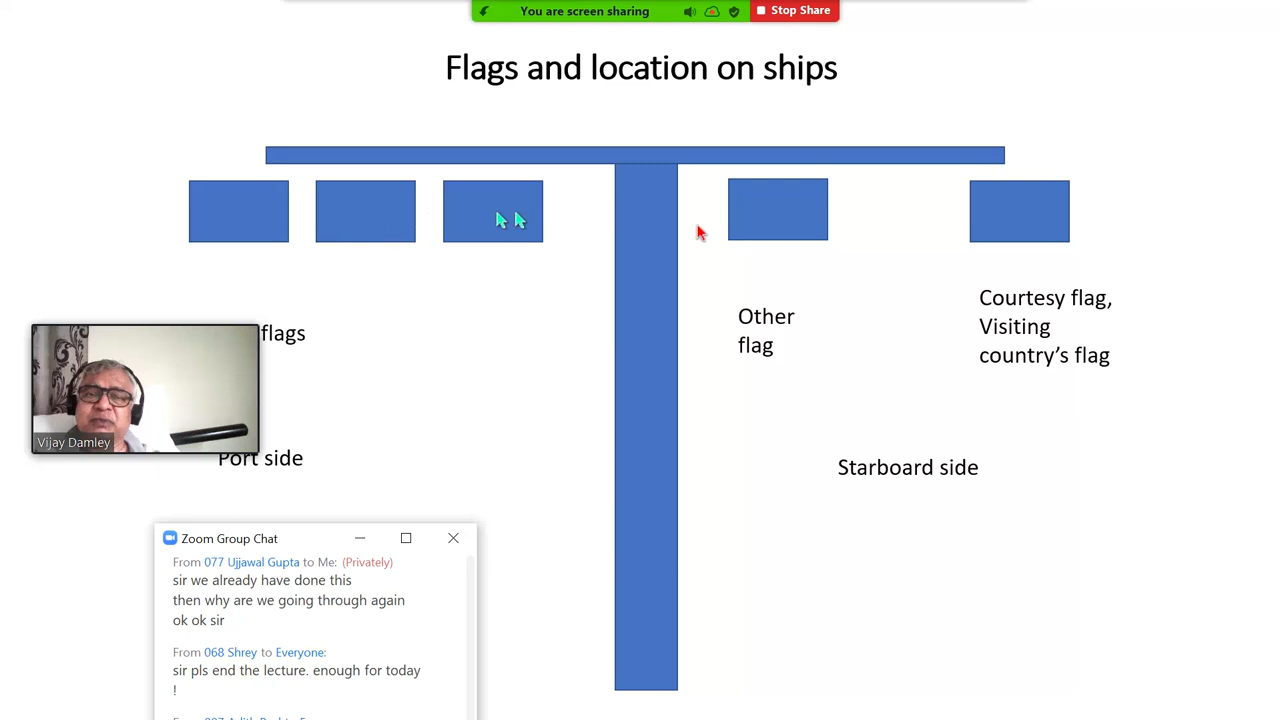 You are screen sharing
Stop Share
Flags and location on ships
flags
Other
flag
Courtesy flag,
Visiting
country's flag
Vijay Damley
Port side
Starboard side
Zoom Group Chat
From 077 Ujjawal Gupta to Me: (Privately)
sir we already have done this
then why are we going through again
ok ok sir
From 068 Shrey to Everyone:
sir pls end the lecture. enough for today
!